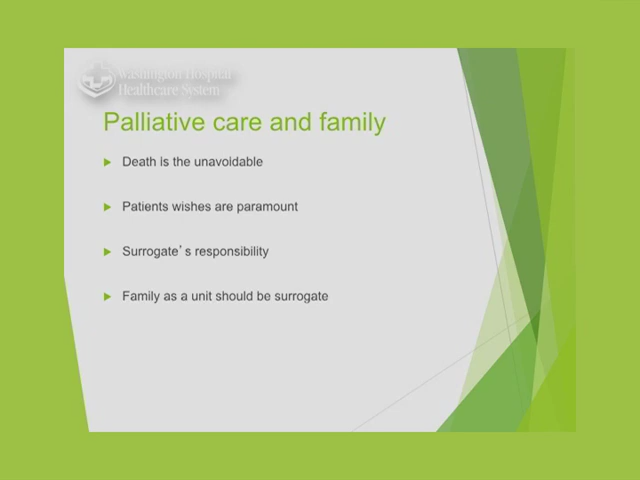 Washington Hospital
Healthcare System
Palliative care and family
Death is the unavoidable
Patients wishes are paramount
Surrogate's responsibility
Family as a unit should be surrogate